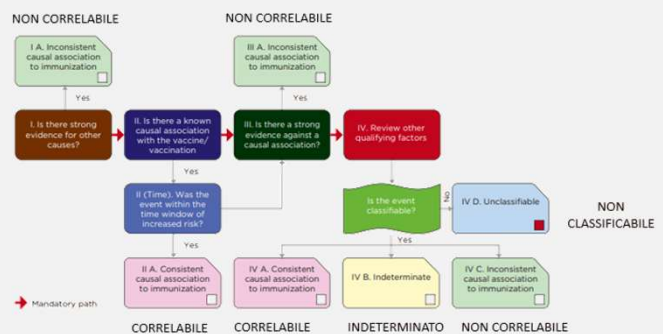 NON CORRELABILE
NON CORRELABILE
I A. Inconsistent
causal association
to immunization
III A. Inconsistent
causal association
to immunization
Yes
Yes
I. Is there strong
evidence for other
causes?
II. Is there a known
causal association
with the vaccine/
vaccination
III. Is there a strong
evidence against a
causal association?
IV. Review other
qualifying factors
Yes
II (Time). Was the
event within the
time window of
increased risk?
Is the event
classifiable?
No
IV D. Unclassifiable
NON
CLASSIFICABILE
Yes
Yes
II A. Consistent
causal association
to immunization
IV A. Consistent
causal association
to immunization
IV B. Indeterminate
IV C. Inconsistent
causal association
to immunization
Mandatory path
CORRELABILE
CORRELABILE
INDETERMINATO
NON CORRELABILE